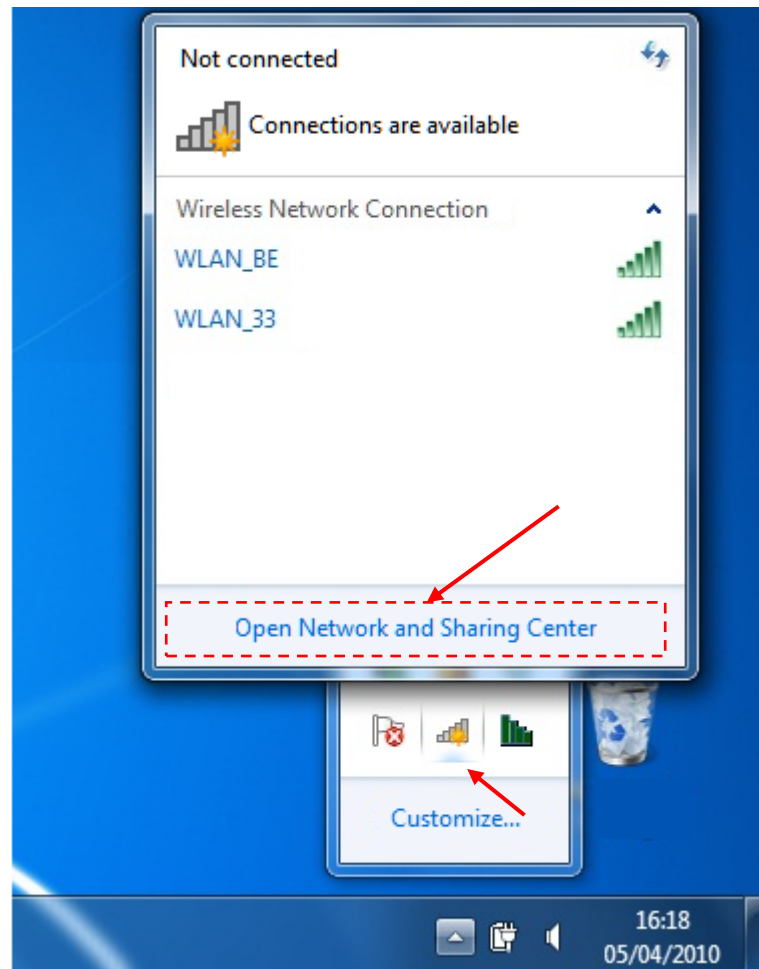 Not connected
Connections are available
Wireless Network Connection
WLAN_BE
WLAN_33
Open Network and Sharing Center
Customize...
16:18
05/04/2010